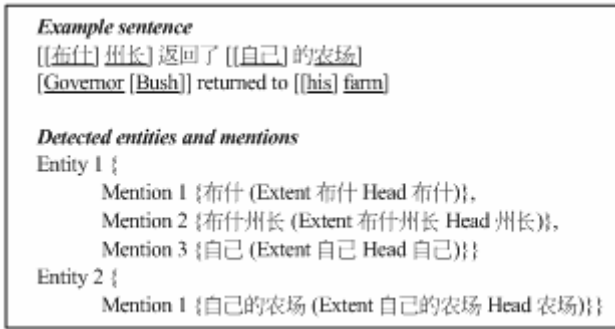 Example sentence
[[布什] 州长] 返回了 [[自己] 的农场]
[Governor [Bush]] returned to [[his] farm]
Detected entities and mentions
Entity 1 {
Mention 1 {布什 (Extent 布什 Head 布什)},
Mention 2 {布什州长 (Extent 布什州长 Head 州长)},
Mention 3 {自己 (Extent 自己 Head 自己)}}
Entity 2 {
Mention 1 {自己的农场 (Extent 自己的农场 Head 农场)}}